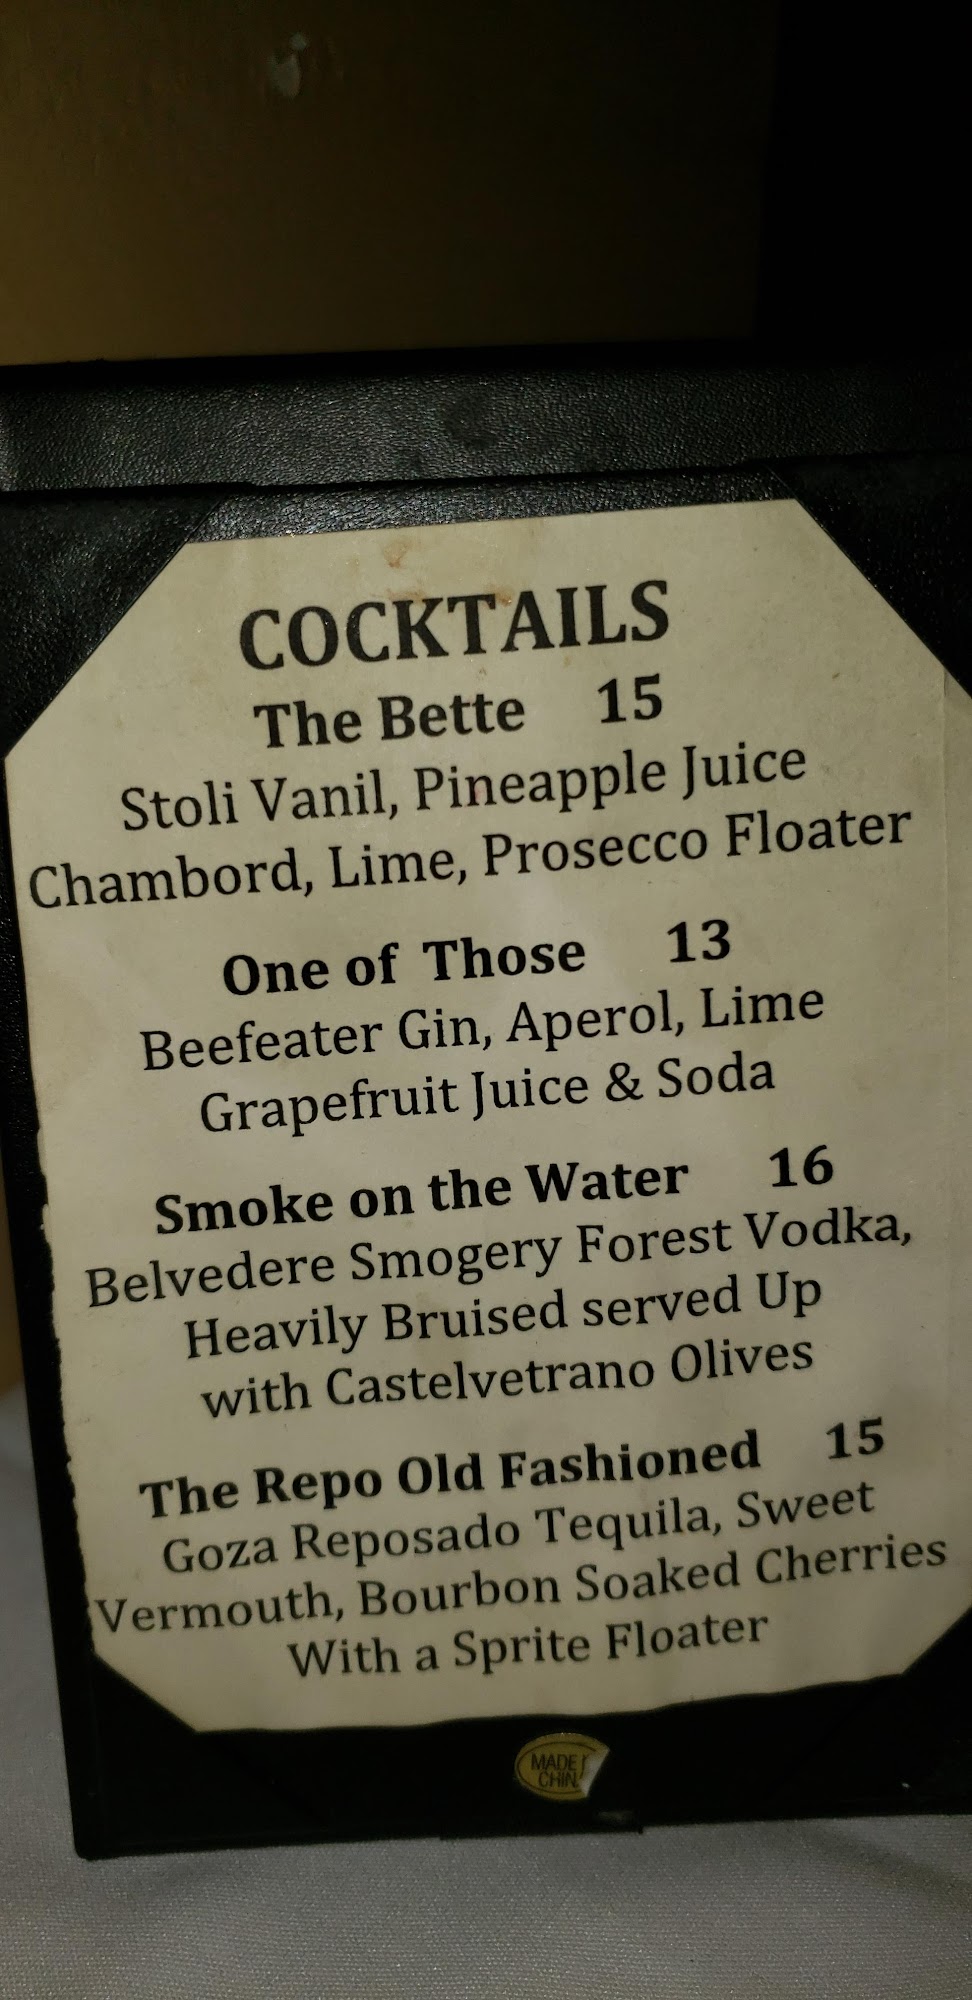 COCKTAILS
The Bette 15
Stoli Vanil, Pineapple Juice
Chambord, Lime, Prosecco Floater
One of Those 13
Beefeater Gin, Aperol, Lime
Grapefruit Juice & Soda
Smoke on the Water 16
Belvedere Smogery Forest Vodka,
Heavily Bruised served Up
with Castelvetrano Olives
The Repo Old Fashioned 15
Goza Reposado Tequila, Sweet
Vermouth, Bourbon Soaked Cherries
With a Sprite Floater
MADE
CHIN